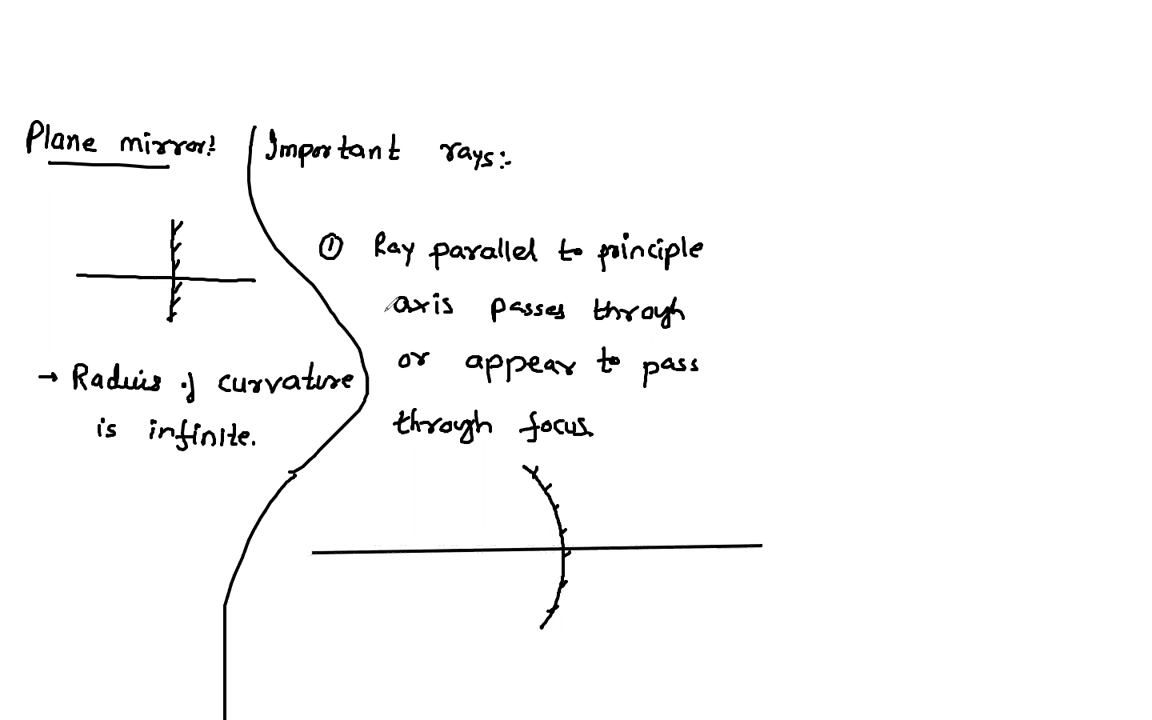 Plane mirror:
→ Raduis of curvature
is infinite.
Important rays:-
① Ray parallel to principle
axis passes through
or appear to pass
through focus